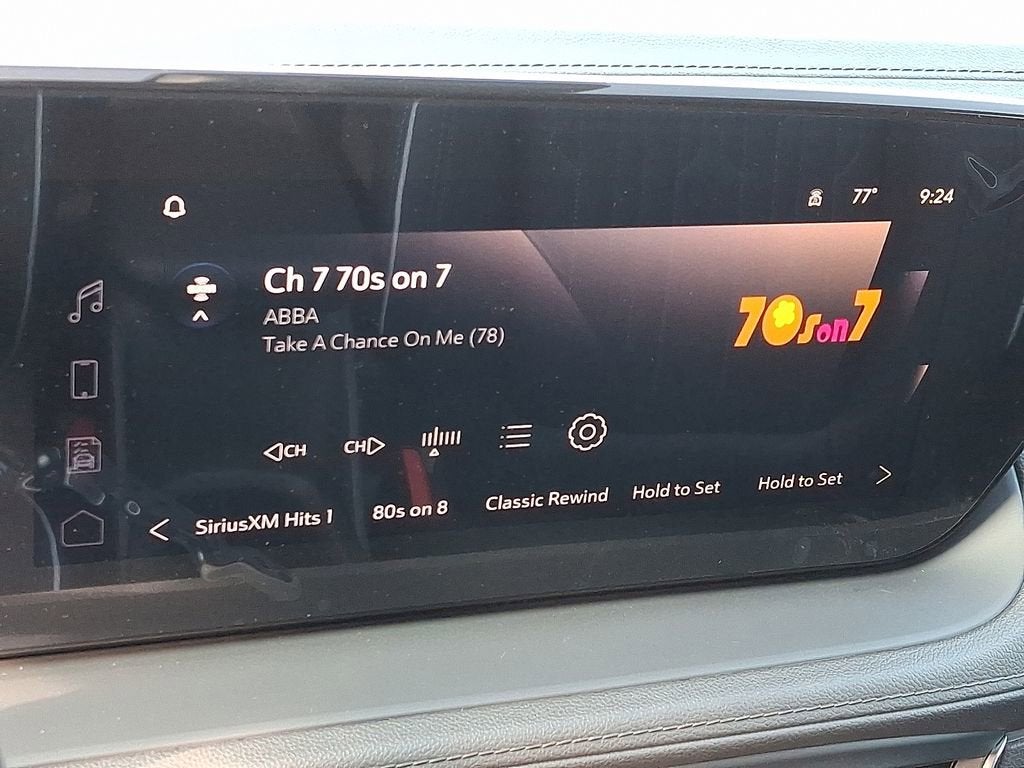 77° 9:24
Ch 7 70s on 7
ABBA
Take A Chance On Me (78)
70s on 7
CH CH
SiriusXM Hits 1 80s on 8 Classic Rewind Hold to Set Hold to Set